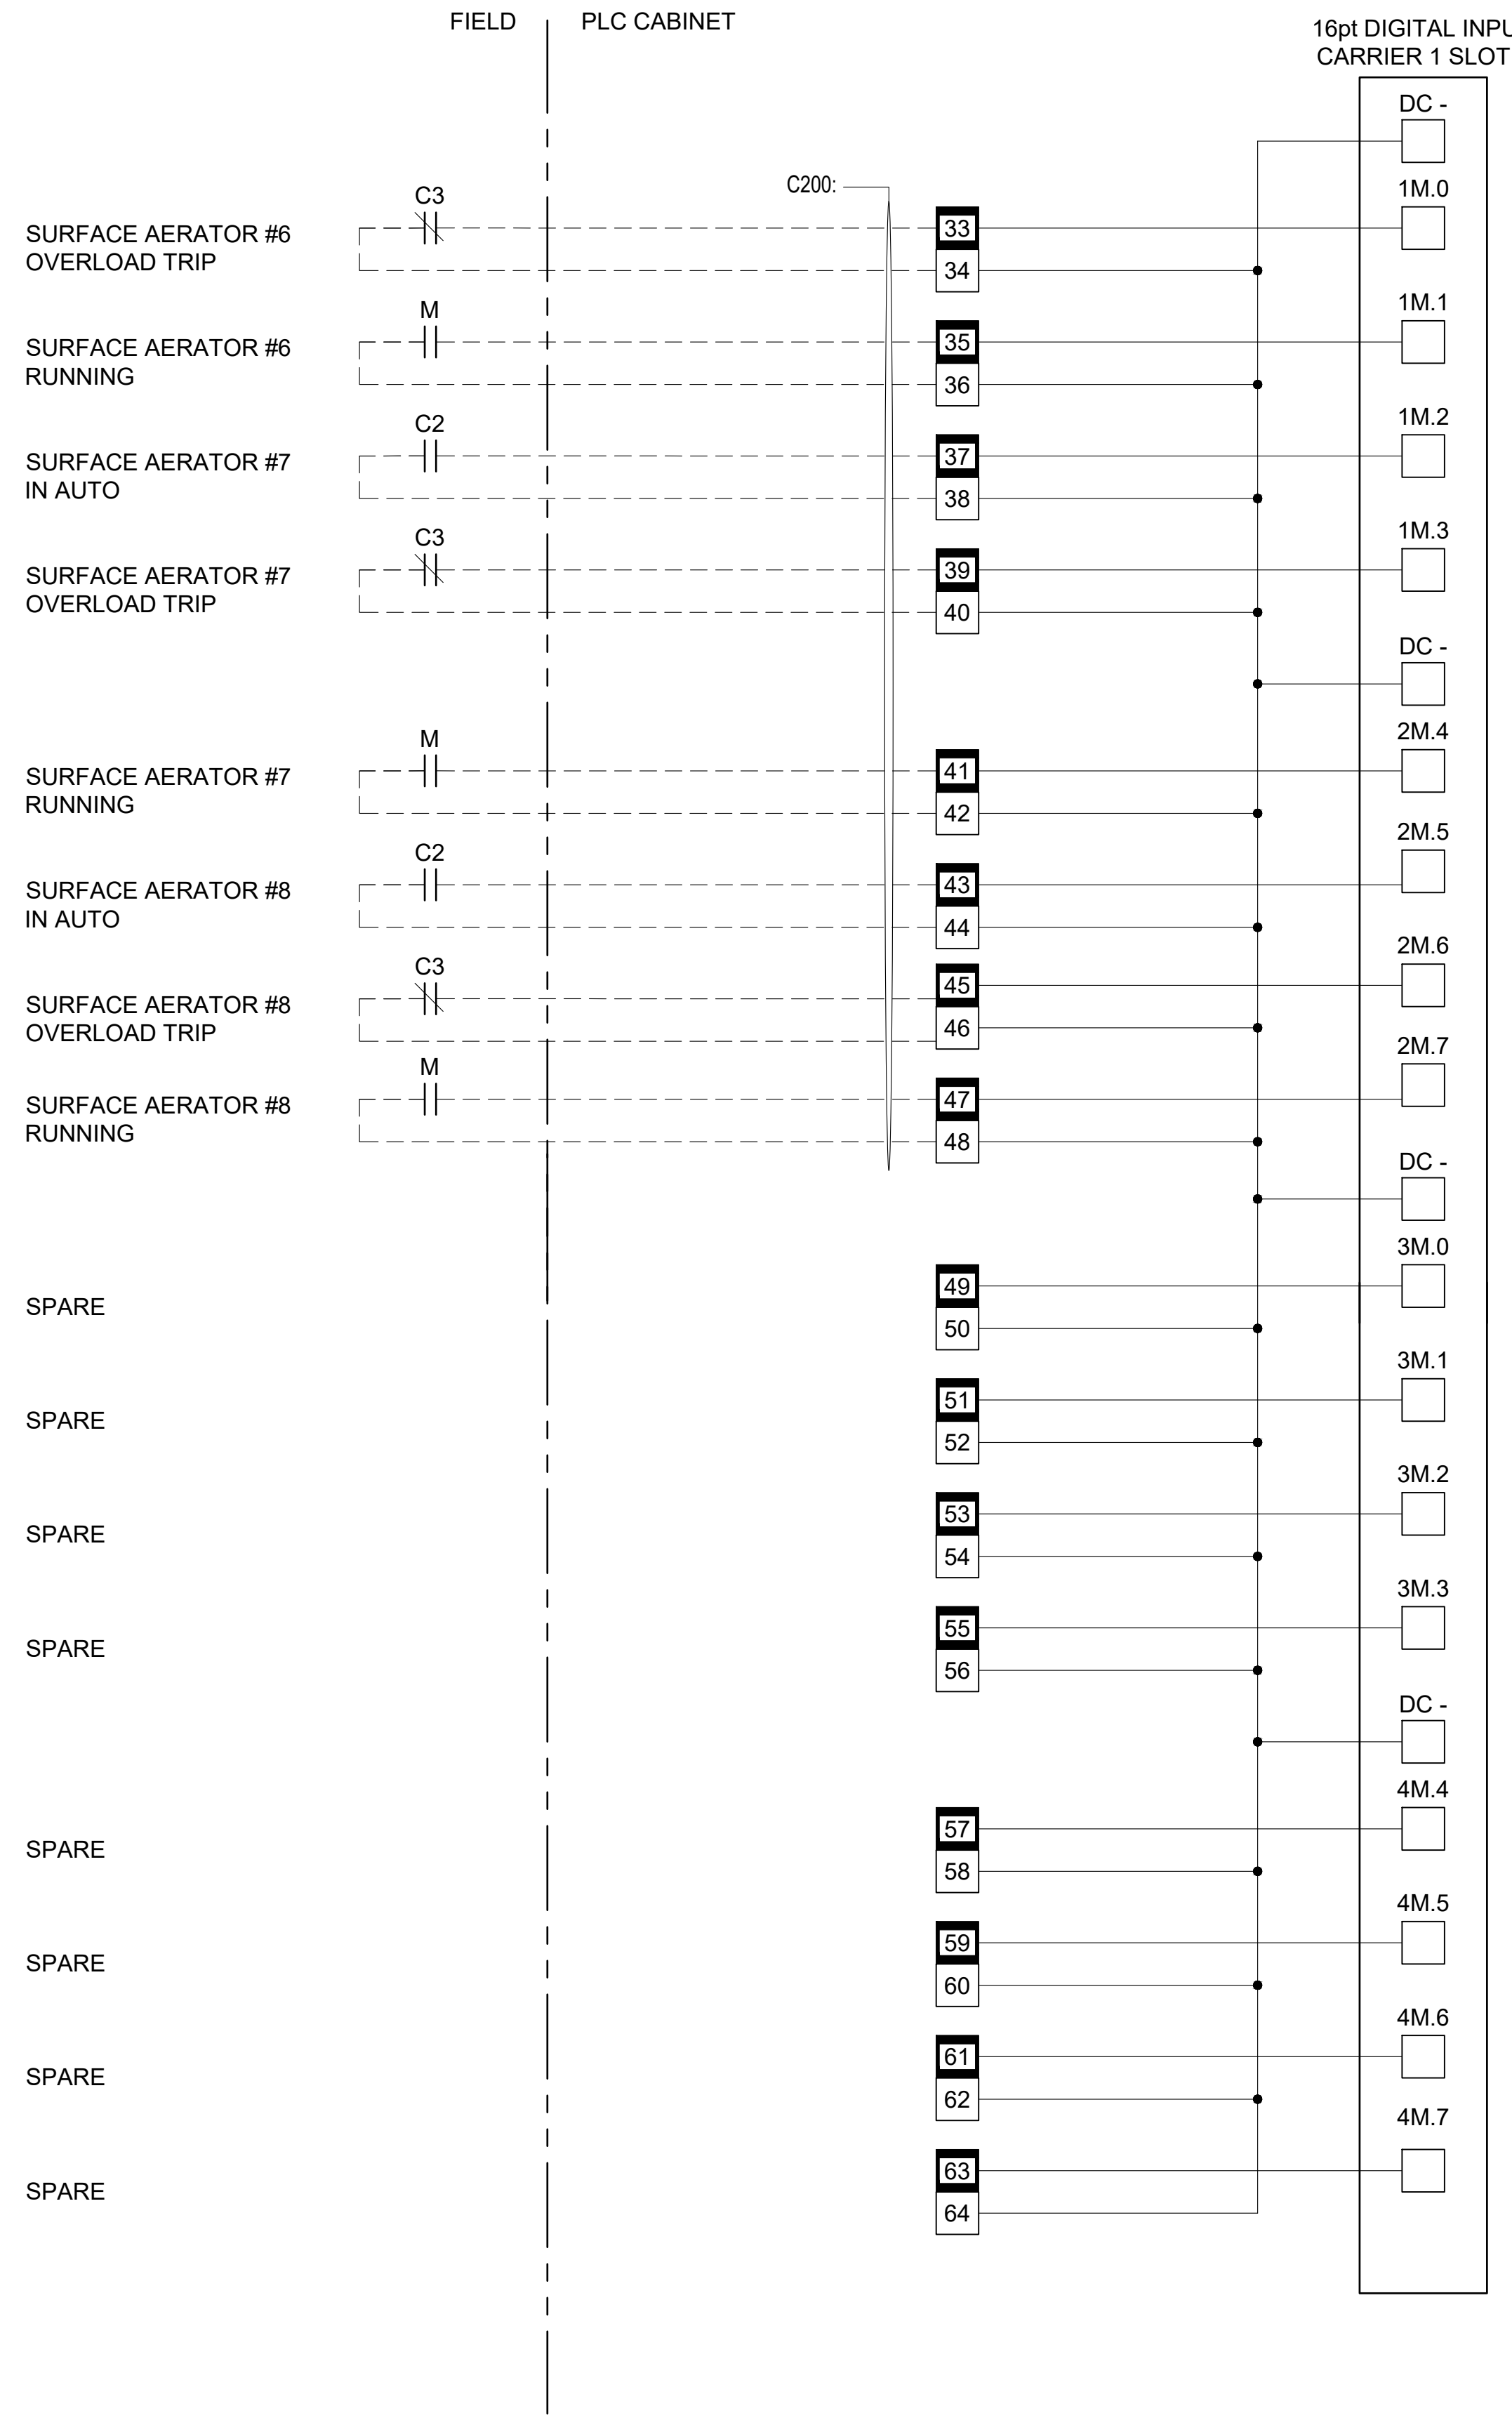 FIELD PLC CABINET
16pt DIGITAL INPU
CARRIER 1 SLOT
DC -
C200:
C3
1M.0
SURFACE AERATOR #6
OVERLOAD TRIP
33
34
M
1M.1
SURFACE AERATOR #6
RUNNING
35
36
C2
1M.2
SURFACE AERATOR #7
IN AUTO
37
38
C3
1M.3
SURFACE AERATOR #7
OVERLOAD TRIP
39
40
DC -
M
2M.4
SURFACE AERATOR #7
RUNNING
41
42
C2
2M.5
SURFACE AERATOR #8
IN AUTO
43
44
C3
2M.6
SURFACE AERATOR #8
OVERLOAD TRIP
45
46
M
2M.7
SURFACE AERATOR #8
RUNNING
47
48
DC -
3M.0
SPARE
49
50
3M.1
SPARE
51
52
3M.2
SPARE
53
54
3M.3
SPARE
55
56
DC -
4M.4
SPARE
57
58
4M.5
SPARE
59
60
4M.6
SPARE
61
62
4M.7
SPARE
63
64